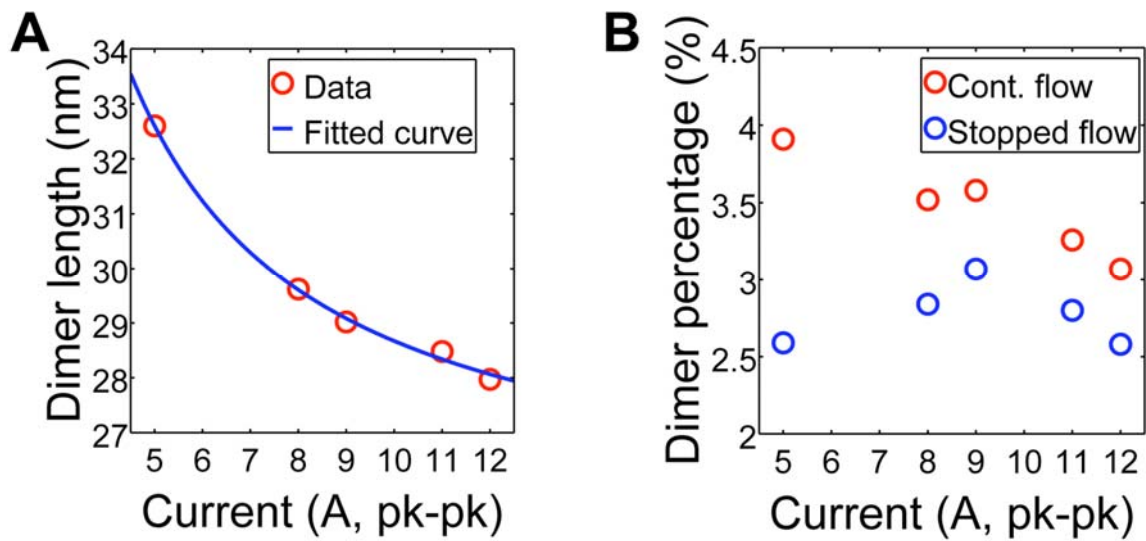 A
Dimer length (nm)
34
33
32
31
30
29
28
27
Data
Fitted curve
5 6 7 8 9 10 11 12
Current (A, pk-pk)
B
Dimer percentage (%)
4.5
4
3.5
3
2.5
2
Cont. flow
Stopped flow
5 6 7 8 9 10 11 12
Current (A, pk-pk)